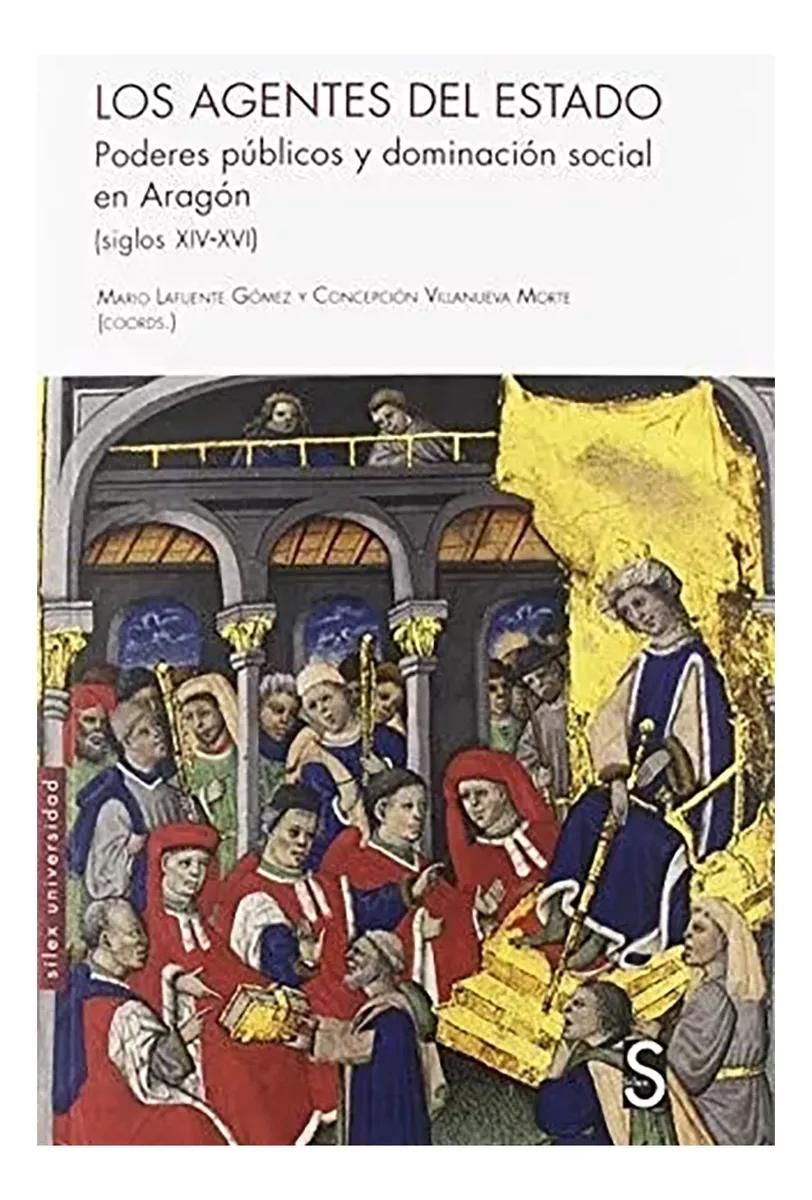 LOS AGENTES DEL ESTADO
Poderes públicos y dominación social
en Aragón
(siglos XIV-XVI)
MARIO LAFUENTE GÓMEZ Y CONCEPCIÓN VILLANUEVA MORTE
(COORDS.)
sílex universidad
S
sílex